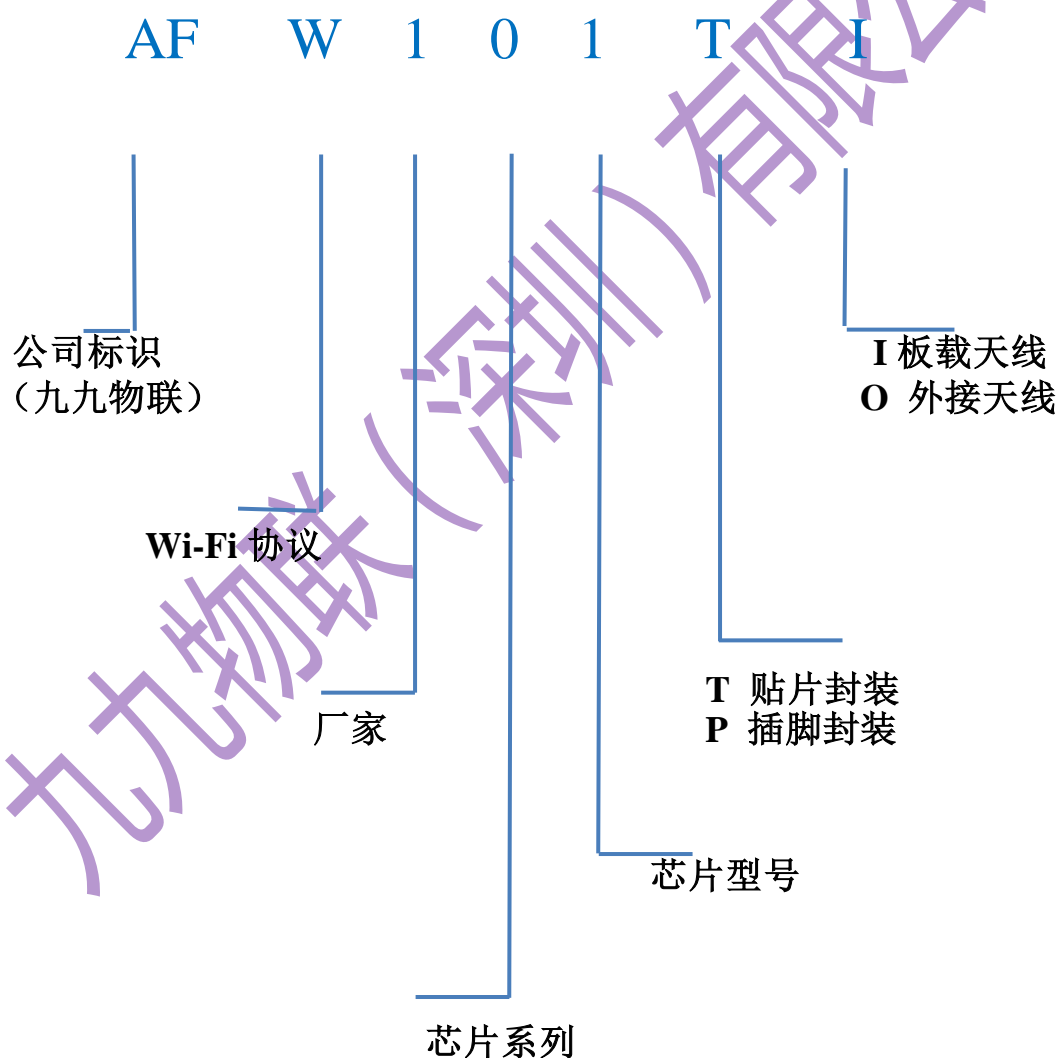 AF W 1 0 1 T I
公司标识
（九九物联）
I 板载天线
O 外接天线
Wi-Fi 协议
T 贴片封装
P 插脚封装
厂家
芯片型号
芯片系列
九九物联（深圳）有限公